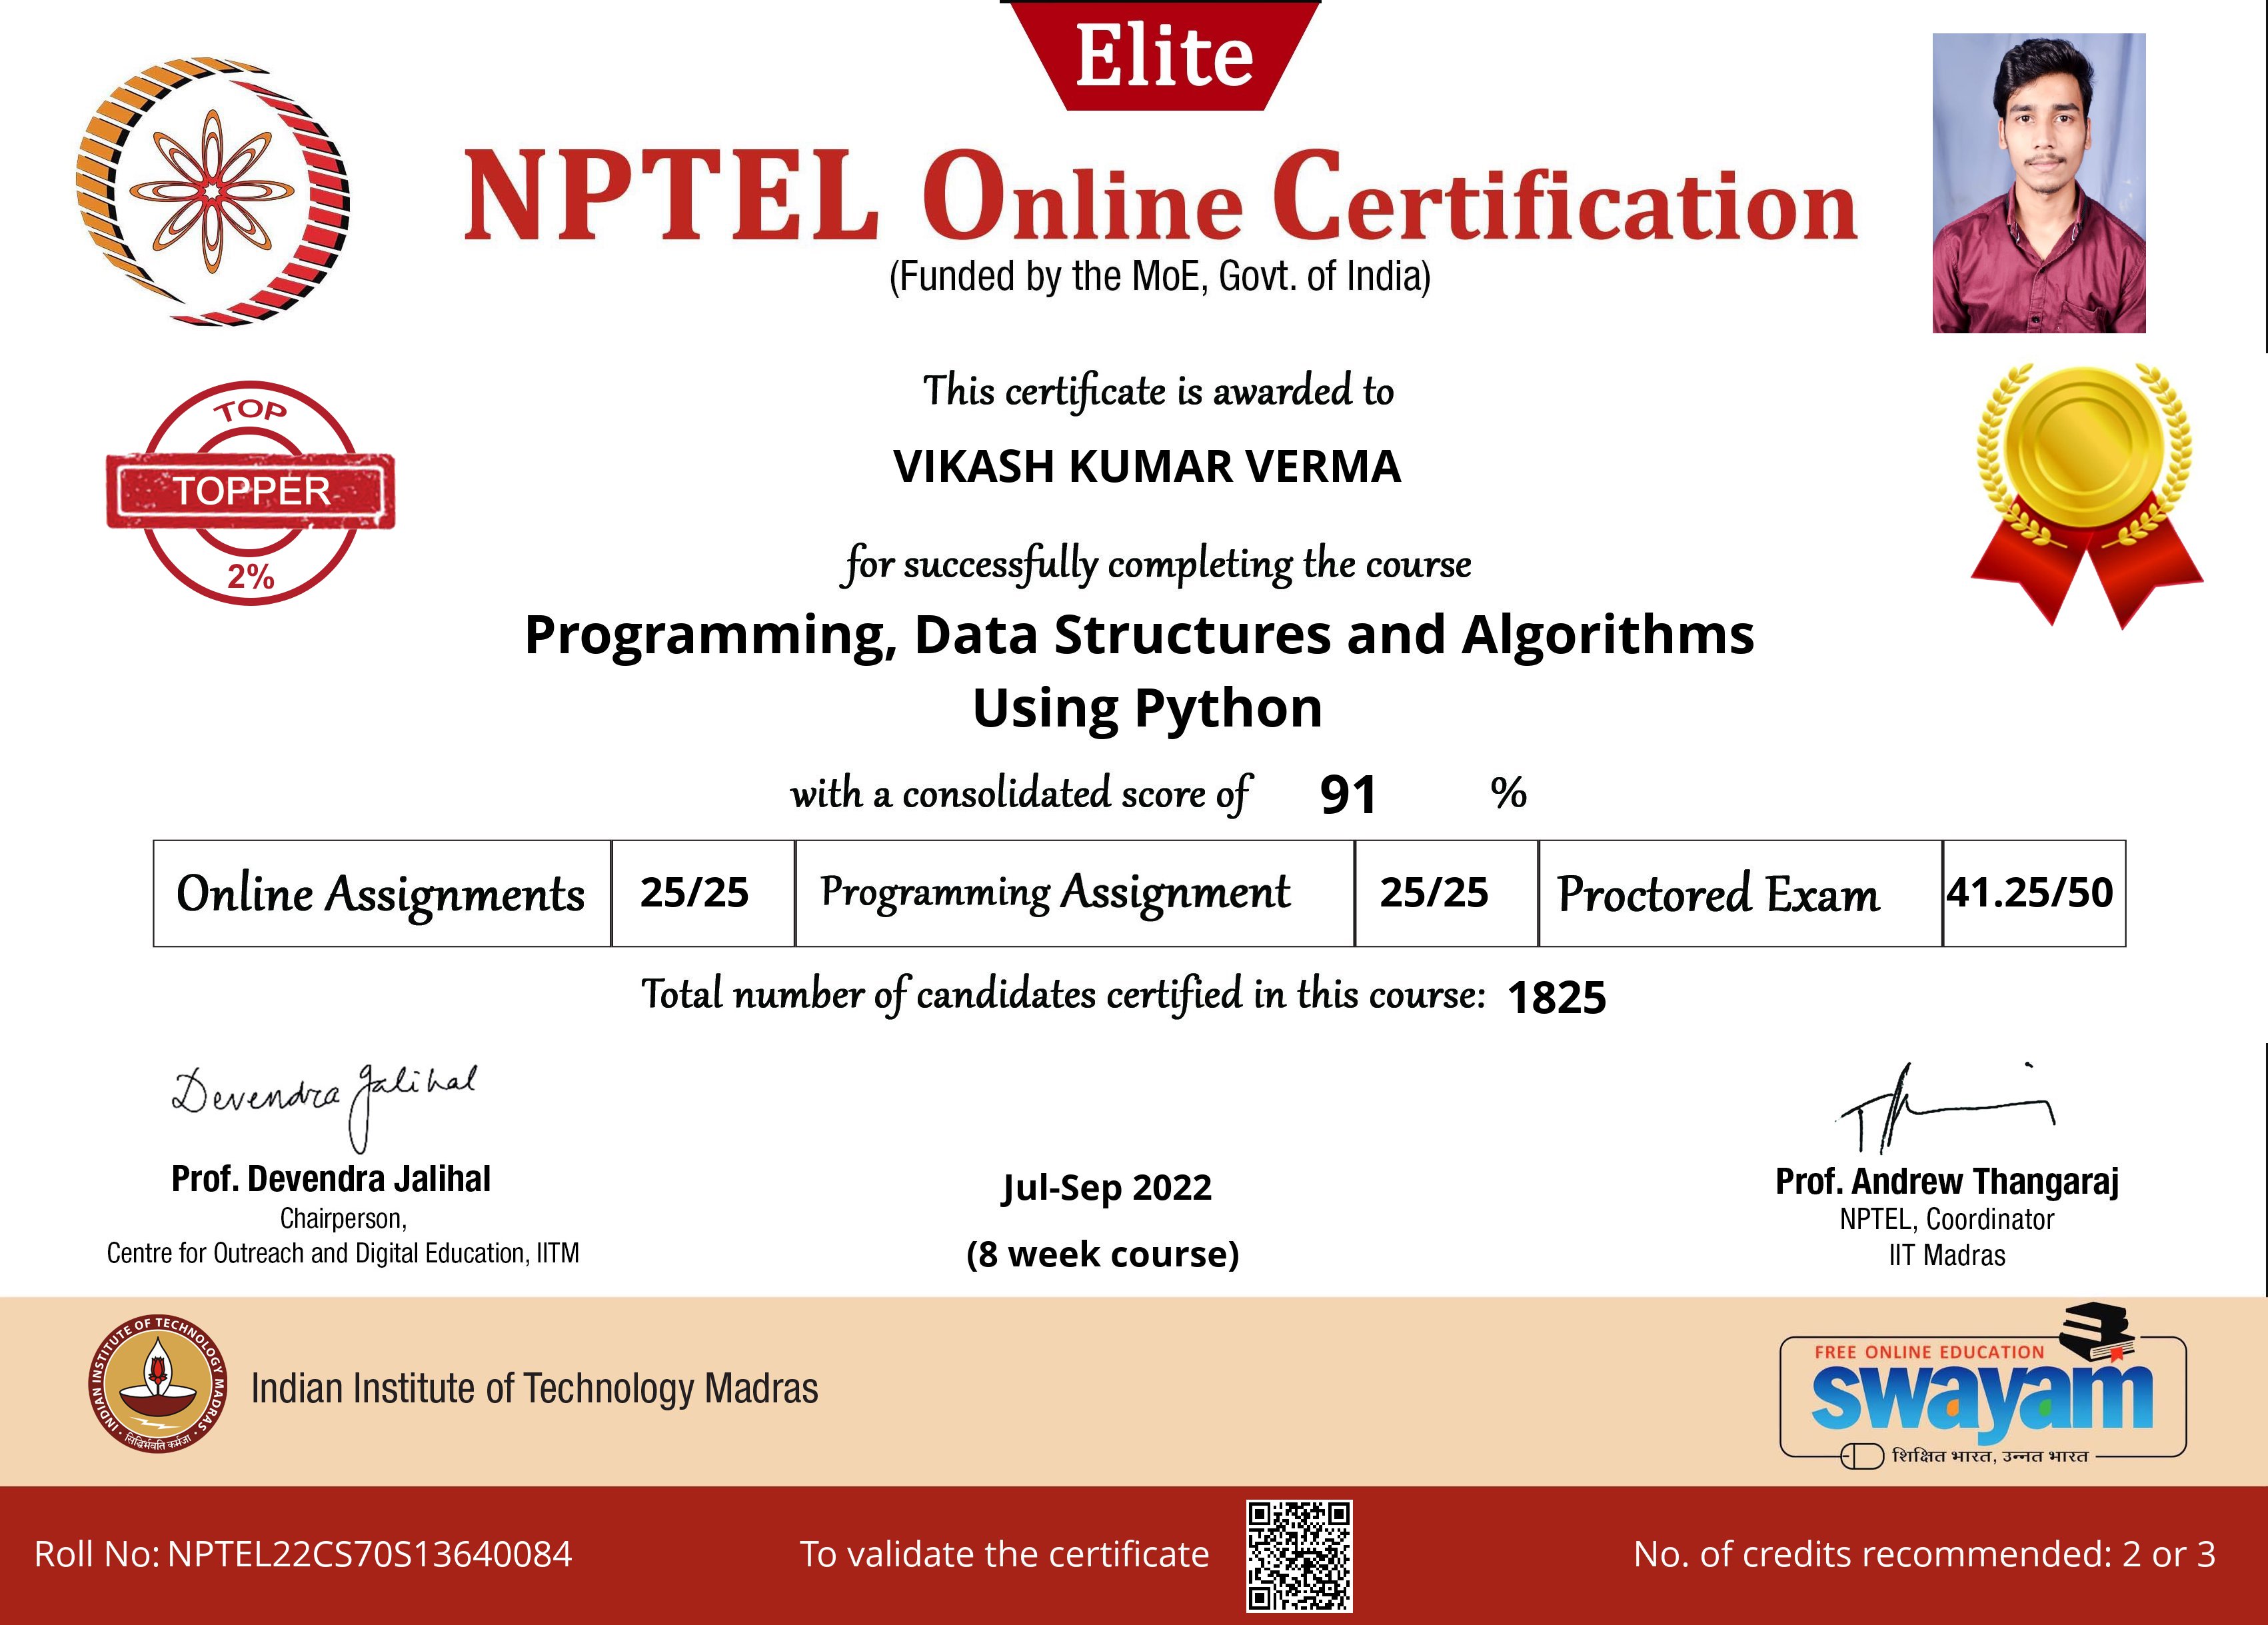 Elite
NPTEL Online Certification
(Funded by the MoE, Govt. of India)
This certificate is awarded to
VIKASH KUMAR VERMA
TOP
TOPPER
2%
for successfully completing the course
Programming, Data Structures and Algorithms
Using Python
with a consolidated score of 91 %
Online Assignments 25/25 Programming Assignment 25/25 Proctored Exam 41.25/50
Total number of candidates certified in this course: 1825
Devendra Jalihal
Prof. Devendra Jalihal
Chairperson,
Centre for Outreach and Digital Education, IITM
Jul-Sep 2022
(8 week course)
Prof. Andrew Thangaraj
NPTEL, Coordinator
IIT Madras
INDIAN INSTITUTE OF TECHNOLOGY MADRAS
सिद्धिर्भवति कर्मजा
Indian Institute of Technology Madras
FREE ONLINE EDUCATION
swayam
शिक्षित भारत, उन्नत भारत
Roll No: NPTEL22CS70S13640084
To validate the certificate
No. of credits recommended: 2 or 3